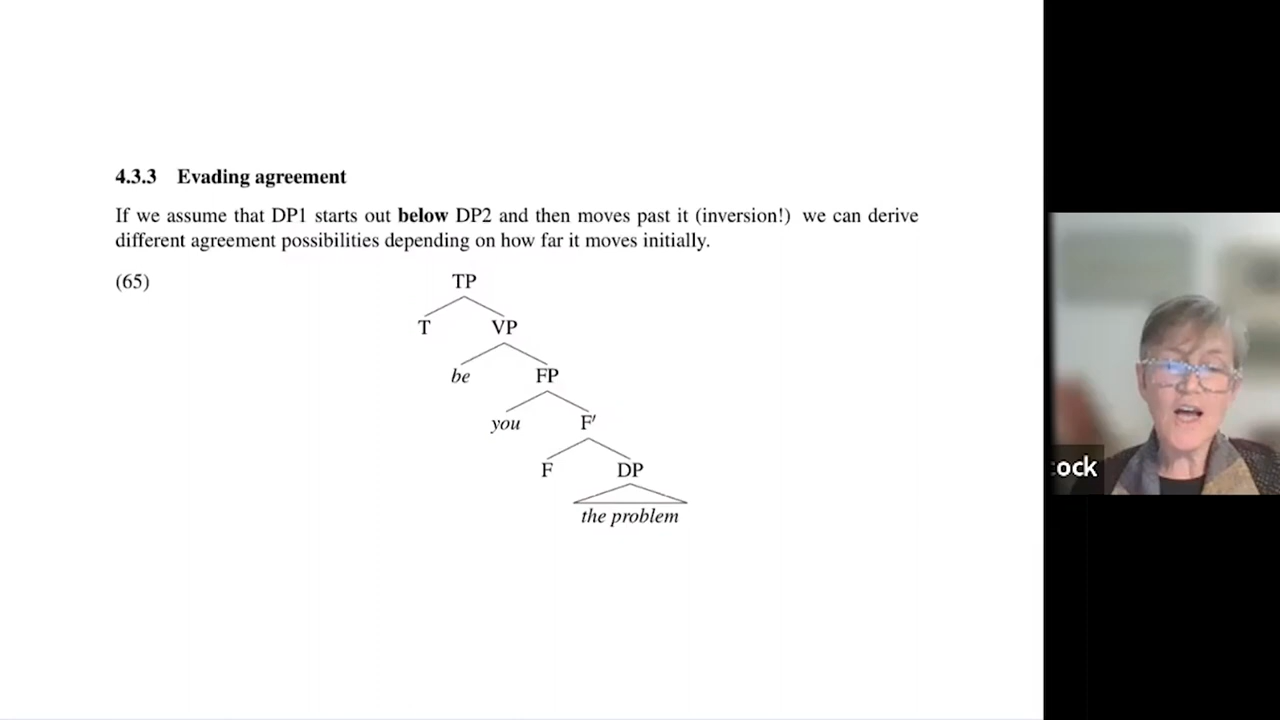 4.3.3 Evading agreement
If we assume that DP1 starts out below DP2 and then moves past it (inversion!) we can derive
different agreement possibilities depending on how far it moves initially.
(65)
TP
T VP
be FP
you F′
F DP
the problem
cock